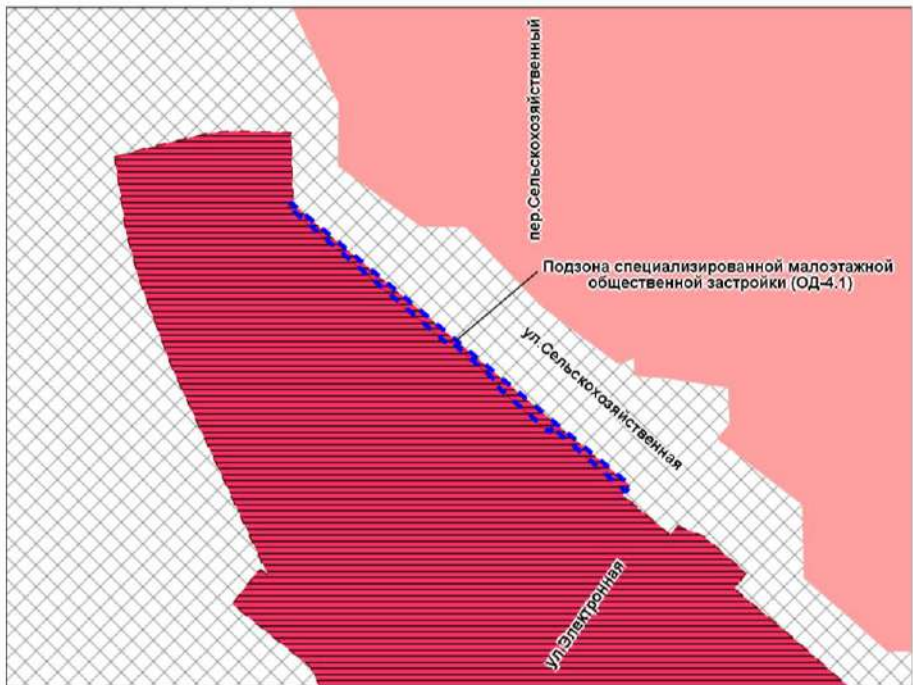 пер.Сельскохозяйственный
Подзона специализированной малоэтажной
общественной застройки (ОД-4.1)
ул.Сельскохозяйственная
ул.Электронная